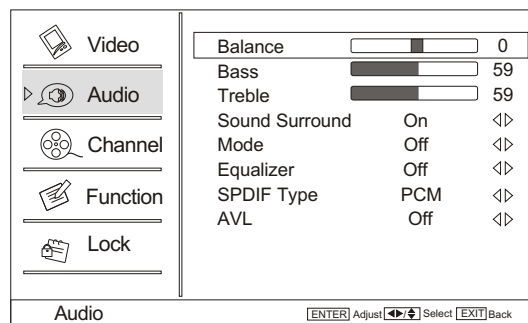 Video
Audio
Channel
Function
Lock
Balance 0
Bass 59
Treble 59
Sound Surround On
Mode Off
Equalizer Off
SPDIF Type PCM
AVL Off
Audio ENTER Adjust Select EXIT Back